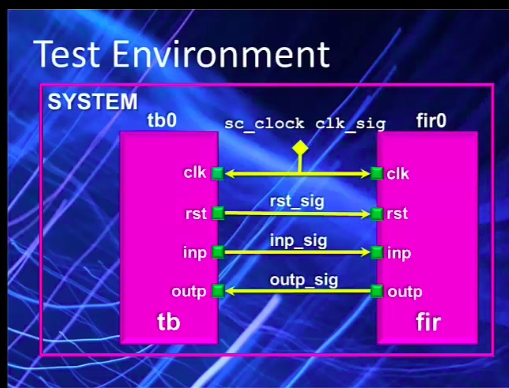 Test Environment
SYSTEM
tb0
sc_clock clk_sig
fir0
clk
clk
rst
rst_sig
rst
inp
inp_sig
inp
outp
outp_sig
outp
tb
fir